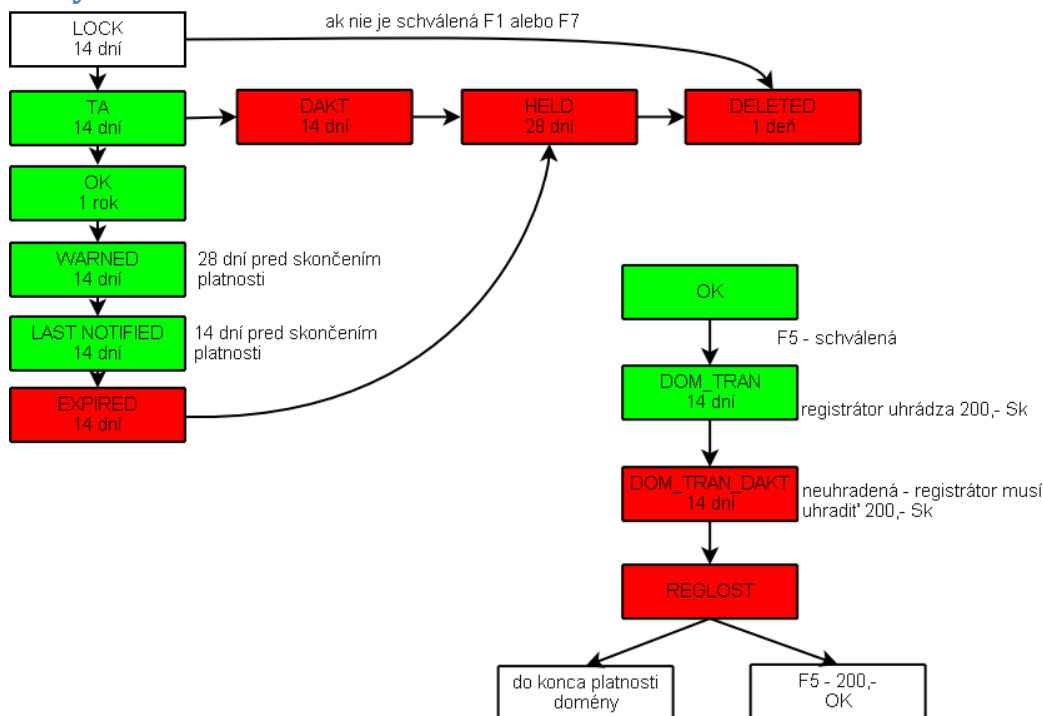 ak nie je schválená F1 alebo F7
LOCK
14 dní
TA
14 dní
DAKT
14 dní
HELD
28 dní
DELETED
1 deň
OK
1 rok
WARNED
14 dní
28 dní pred skončením
platnosti
LAST NOTIFIED
14 dní
14 dní pred skončením
platnosti
EXPIRED
14 dní
OK
F5 - schválená
DOM_TRAN
14 dní
registrátor uhrádza 200,- Sk
DOM_TRAN_DAKT
14 dní
neuhradená - registrátor musí
uhradiť 200,- Sk
REGLOST
do konca platnosti
domény
F5 - 200,-
OK